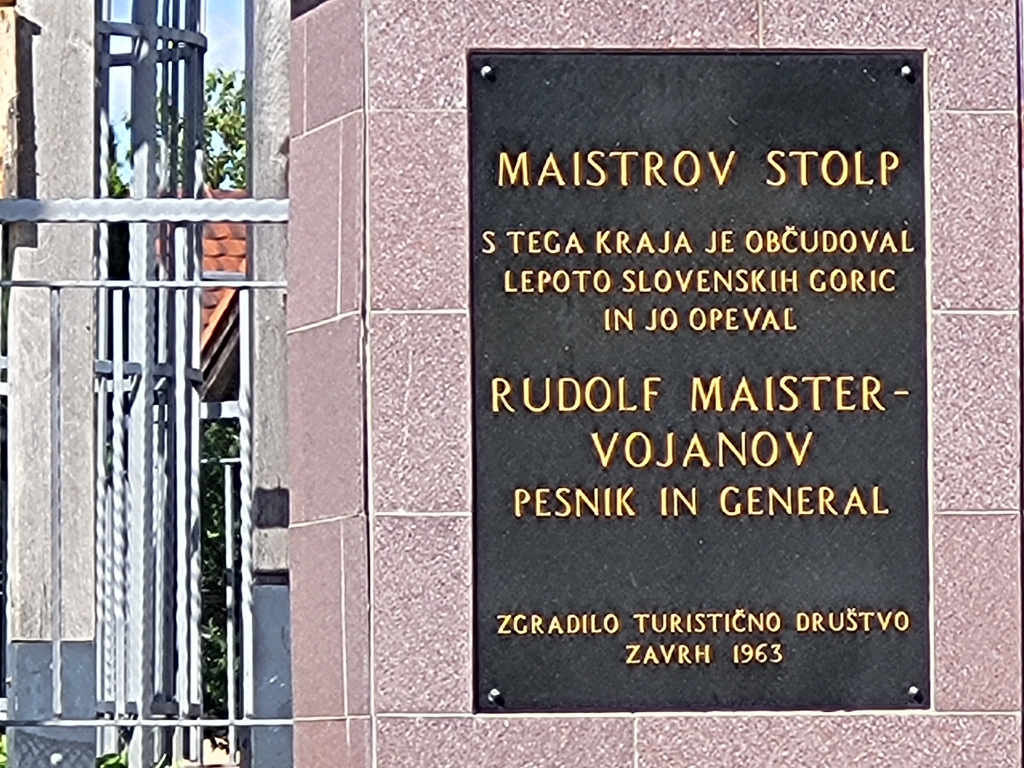 MAISTROV STOLP
S TEGA KRAJA JE OBČUDOVAL
LEPOTO SLOVENSKIH GORIC
IN JO OPEVAL
RUDOLF MAISTER-
VOJANOV
PESNIK IN GENERAL
ZGRADILO TURISTIČNO DRUŠTVO
ZAVRH 1963